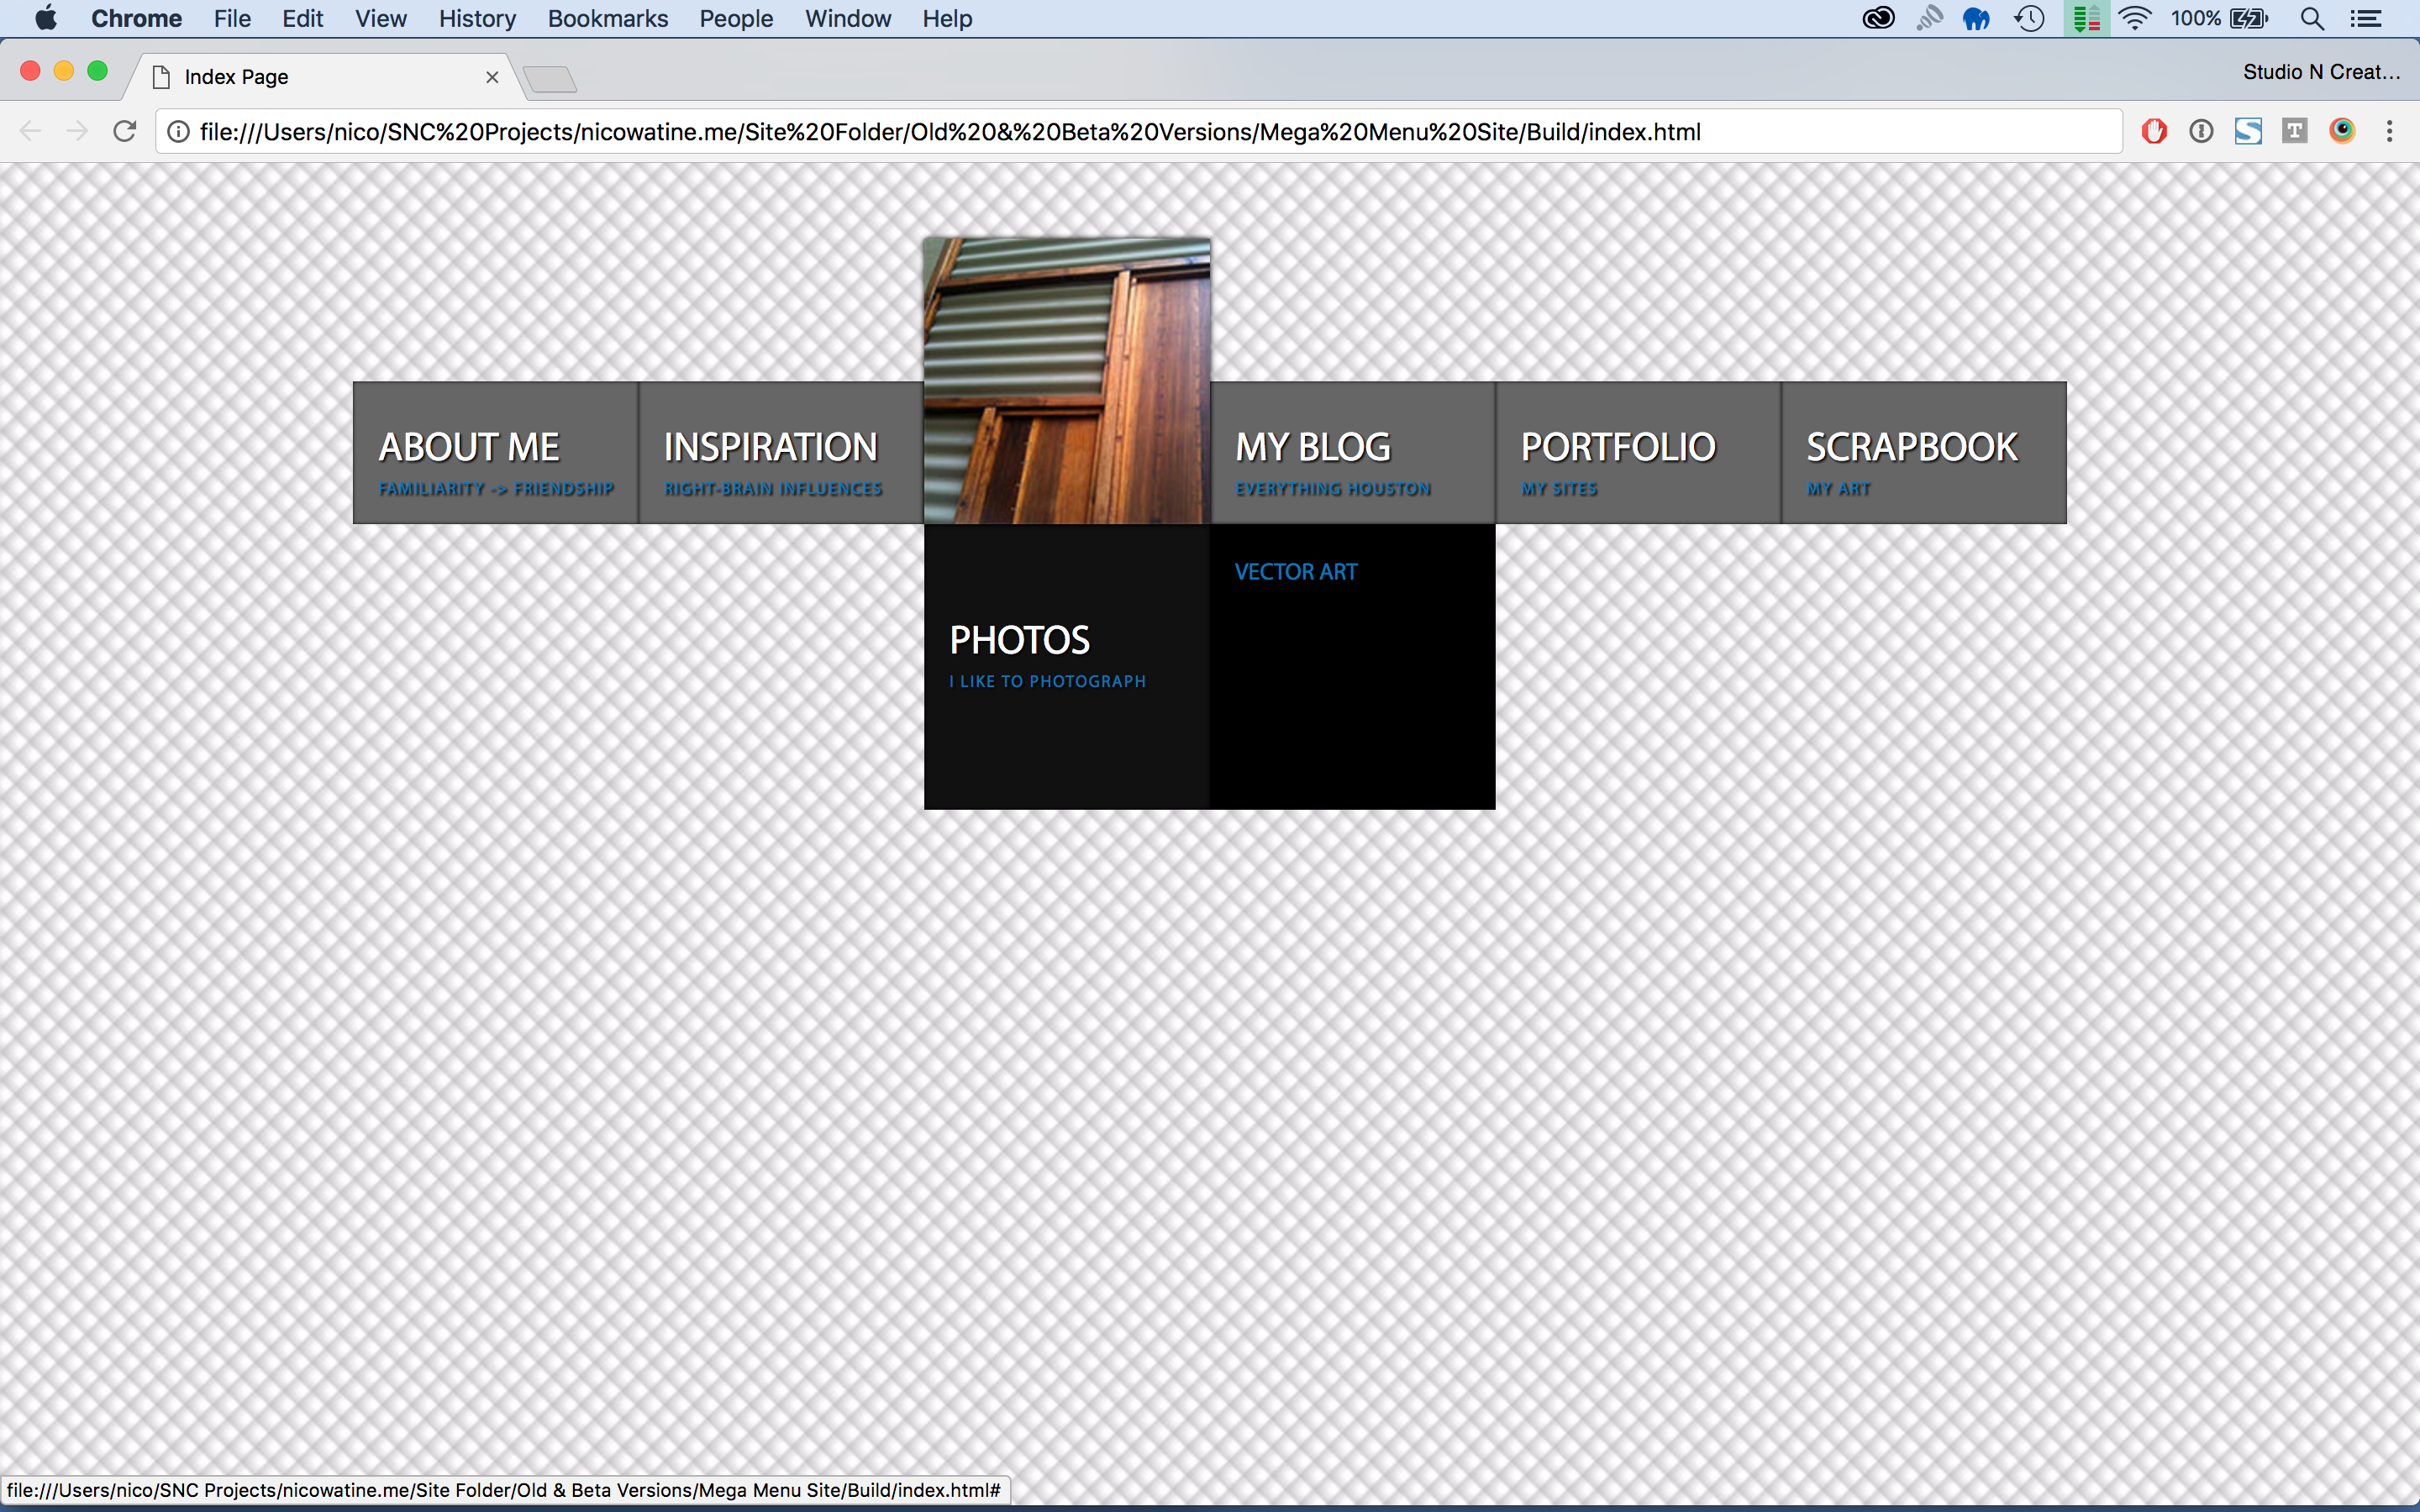 Chrome File Edit View History Bookmarks People Window Help 100%
Index Page
Studio N Creat...
file:///Users/nico/SNC%20Projects/nicowatine.me/Site%20Folder/Old%20&%20Beta%20Versions/Mega%20Menu%20Site/Build/index.html
ABOUT ME INSPIRATION MY BLOG PORTFOLIO SCRAPBOOK
FAMILIARITY -> FRIENDSHIP RIGHT-BRAIN INFLUENCES EVERYTHING HOUSTON MY SITES MY ART
VECTOR ART
PHOTOS
I LIKE TO PHOTOGRAPH
file:///Users/nico/SNC Projects/nicowatine.me/Site Folder/Old & Beta Versions/Mega Menu Site/Build/index.html#